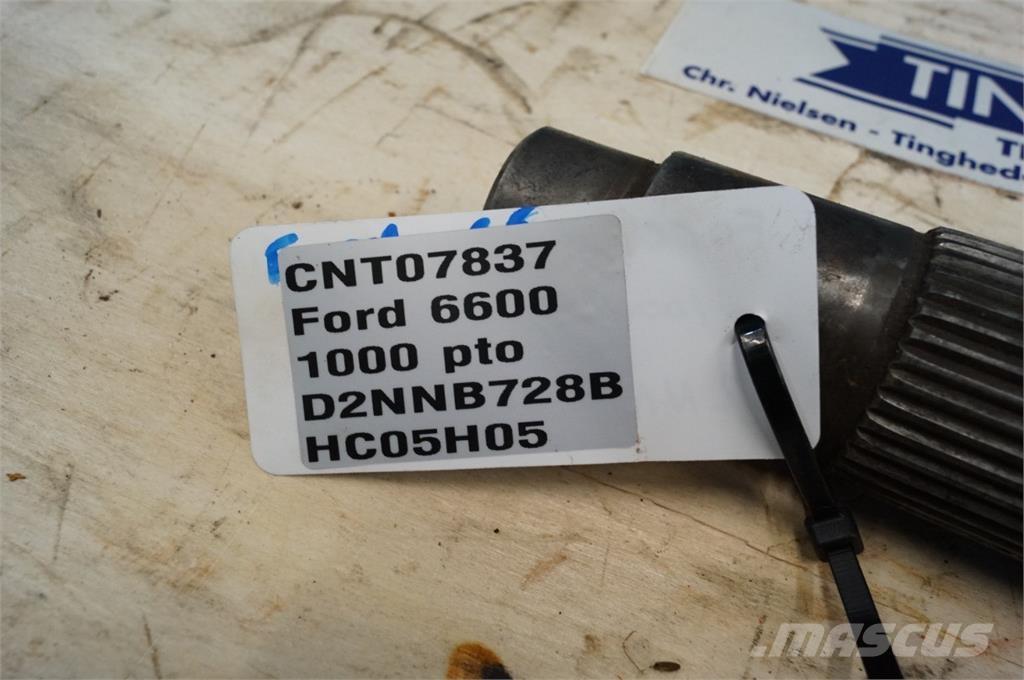 TIN
Chr. Nielsen - Tinghed
CNT07837
Ford 6600
1000 pto
D2NNB728B
HC05H05
MASCUS